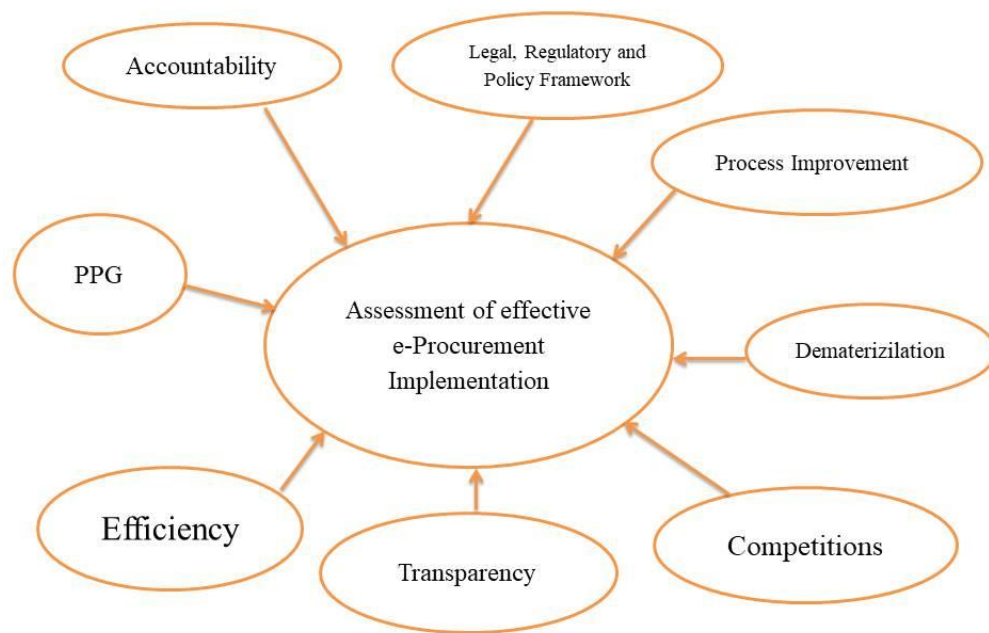 Accountability
Legal, Regulatory and
Policy Framework
Process Improvement
PPG
Assessment of effective
e-Procurement
Implementation
Dematerizilation
Efficiency
Transparency
Competitions